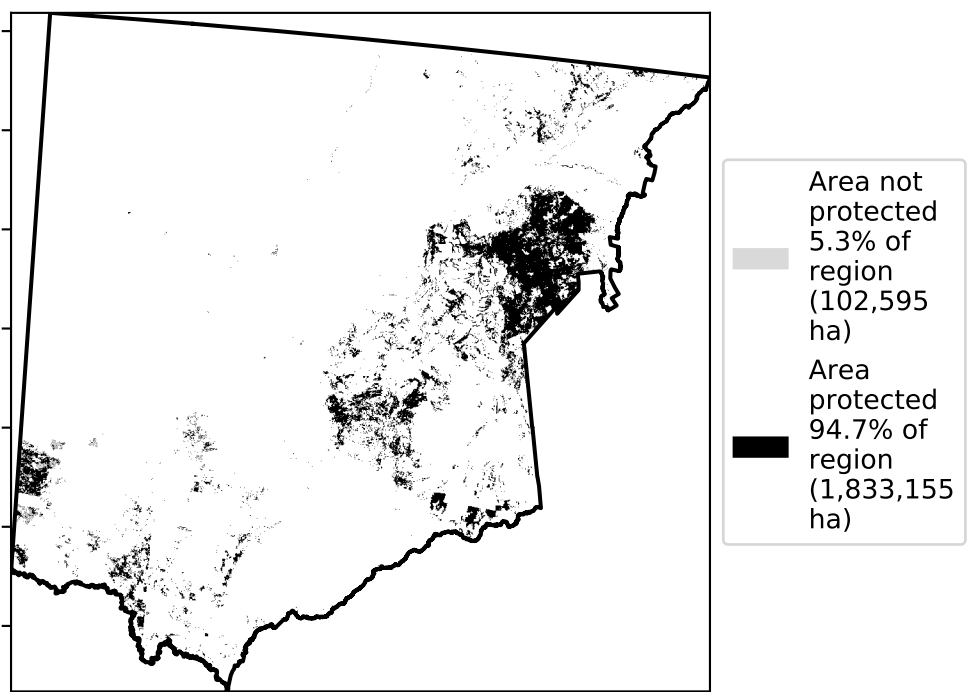 Area not
protected
5.3% of
region
(102,595
ha)
Area
protected
94.7% of
region
(1,833,155
ha)